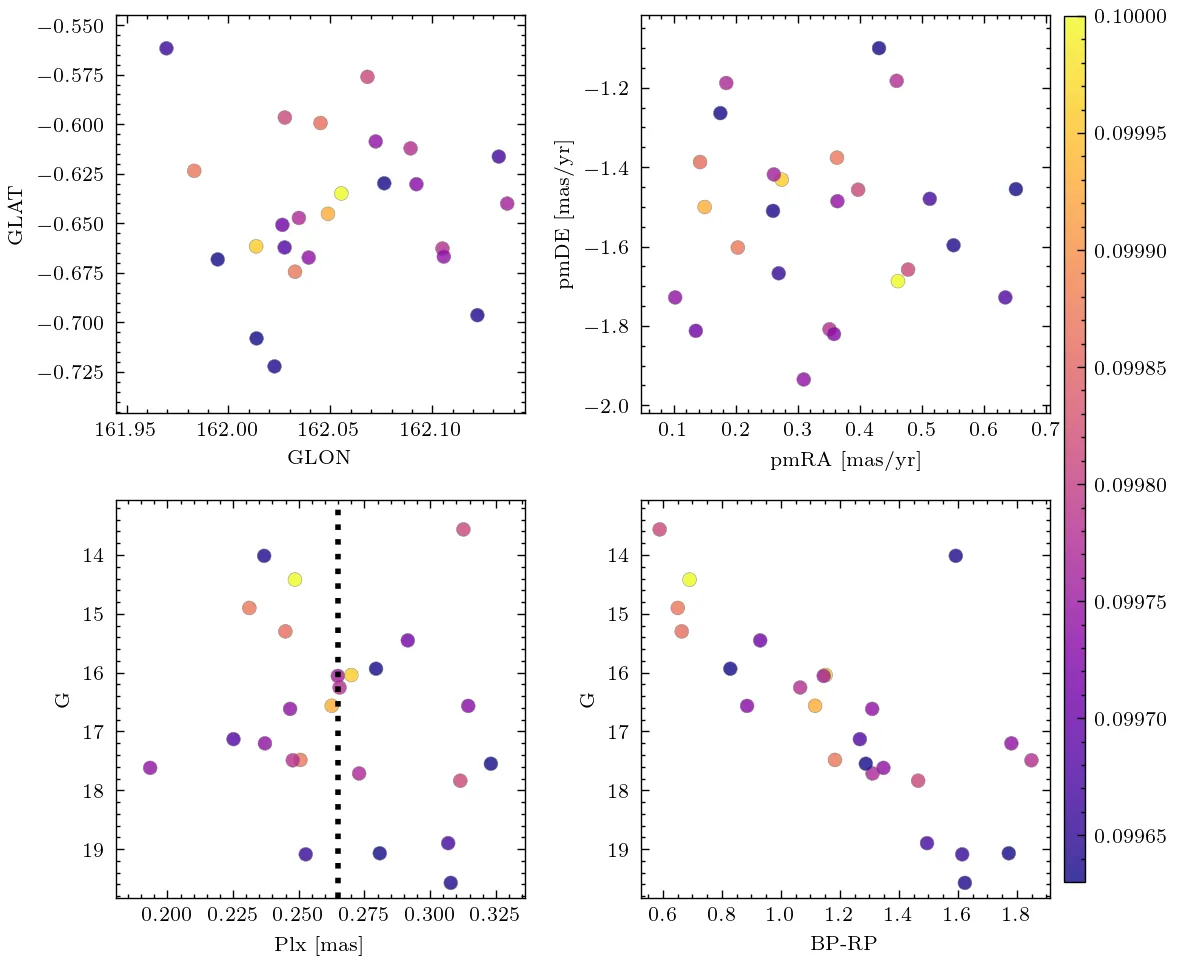 −0.550
−0.575
−0.600
−0.625
−0.650
−0.675
−0.700
−0.725
GLAT
161.95 162.00 162.05 162.10
GLON
−1.2
−1.4
−1.6
−1.8
−2.0
pmDE [mas/yr]
0.1 0.2 0.3 0.4 0.5 0.6 0.7
pmRA [mas/yr]
14
15
16
17
18
19
G
0.200 0.225 0.250 0.275 0.300 0.325
Plx [mas]
14
15
16
17
18
19
G
0.6 0.8 1.0 1.2 1.4 1.6 1.8
BP-RP
0.10000
0.09995
0.09990
0.09985
0.09980
0.09975
0.09970
0.09965